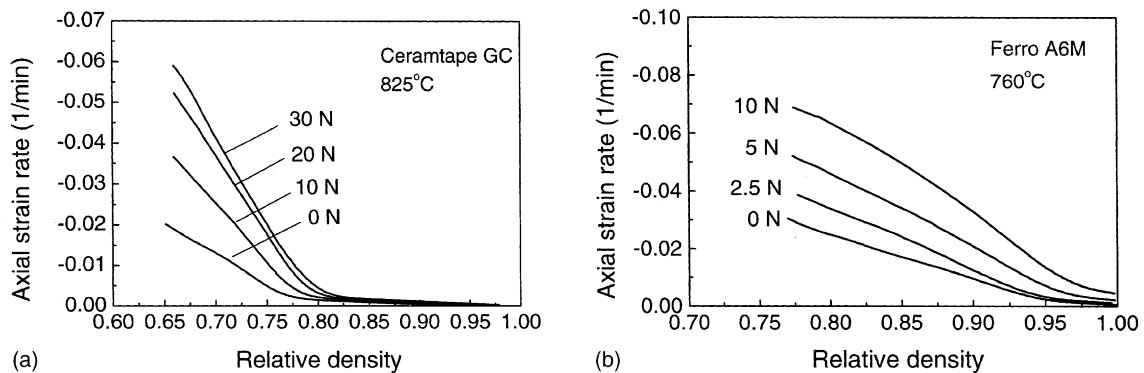 Axial strain rate (1/min)
-0.07
-0.06
-0.05
-0.04
-0.03
-0.02
-0.01
0.00
0.60 0.65 0.70 0.75 0.80 0.85 0.90 0.95 1.00
Ceramtape GC
825°C
30 N
20 N
10 N
0 N
(a)
Relative density
Axial strain rate (1/min)
-0.10
-0.08
-0.06
-0.04
-0.02
0.00
0.70 0.75 0.80 0.85 0.90 0.95 1.00
Ferro A6M
760°C
10 N
5 N
2.5 N
0 N
(b)
Relative density